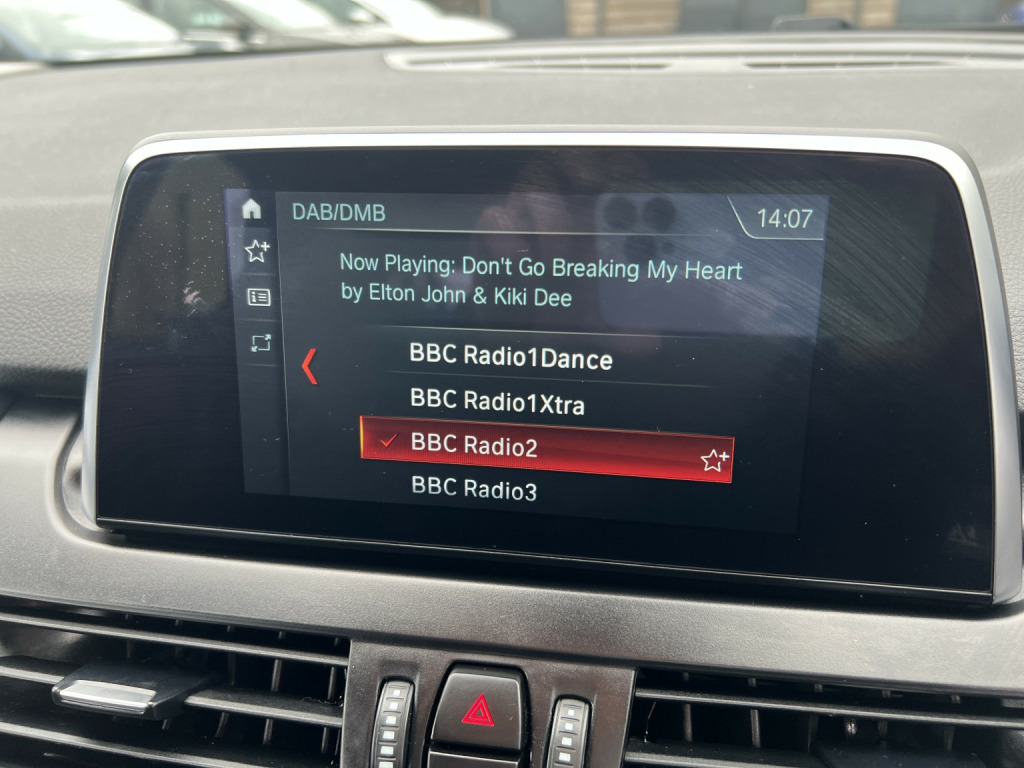 DAB/DMB
14:07
Now Playing: Don't Go Breaking My Heart
by Elton John & Kiki Dee
BBC Radio1Dance
BBC Radio1Xtra
BBC Radio2
BBC Radio3